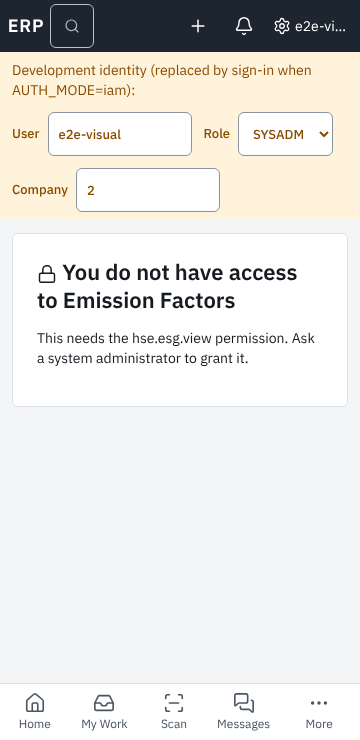 ERP
e2e-vi...
Development identity (replaced by sign-in when
AUTH_MODE=iam):
User e2e-visual Role SYSADM
Company 2
You do not have access
to Emission Factors
This needs the hse.esg.view permission. Ask
a system administrator to grant it.
Home My Work Scan Messages More